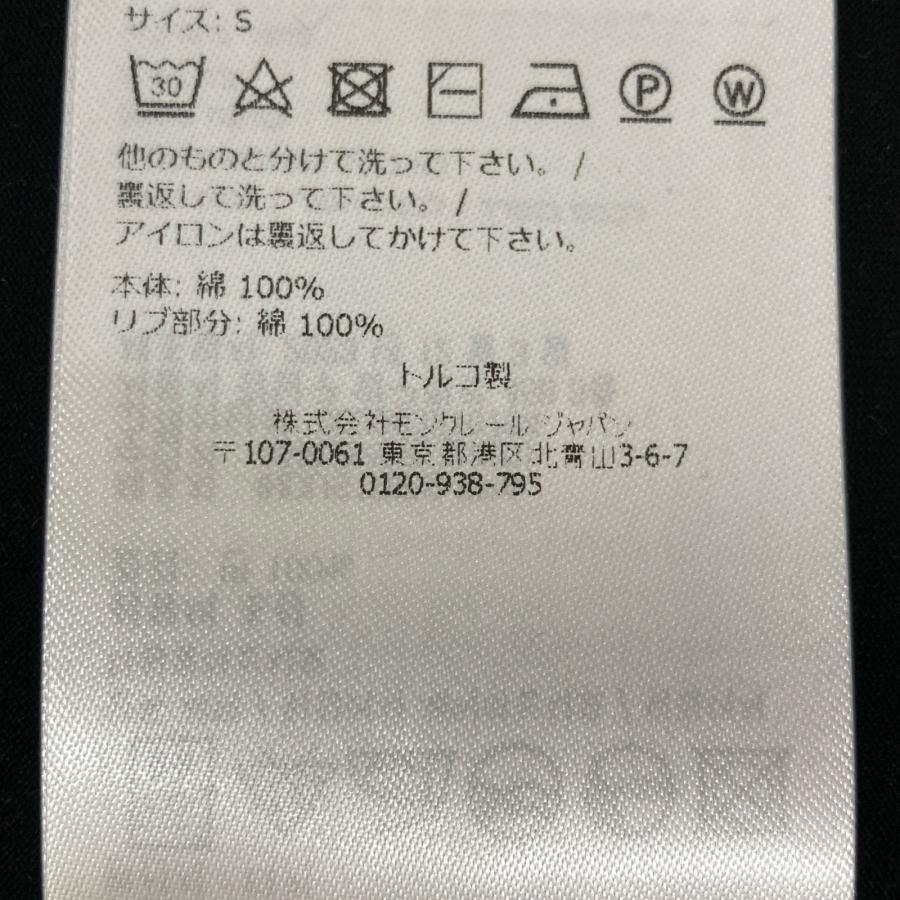 サイズ: S
30
P W
他のものと分けて洗って下さい。 /
裏返して洗って下さい。 /
アイロンは裏返してかけて下さい。
本体: 綿 100%
リブ部分: 綿 100%
トルコ製
株式会社モンクレール ジャパン
〒107-0061 東京都港区北青山3-6-7
0120-938-795